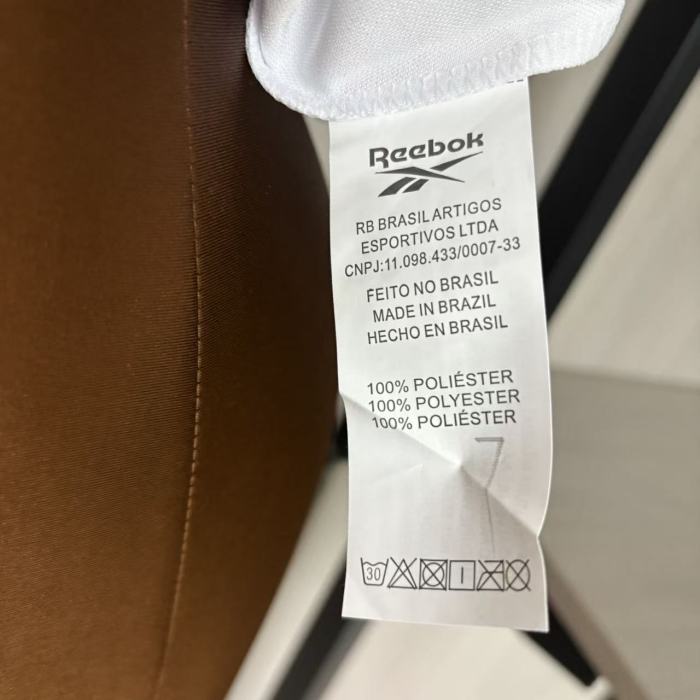 Reebok
RB BRASIL ARTIGOS
ESPORTIVOS LTDA
CNPJ:11.098.433/0007-33
FEITO NO BRASIL
MADE IN BRAZIL
HECHO EN BRASIL
100% POLIÉSTER
100% POLYESTER
100% POLIÉSTER
7
30